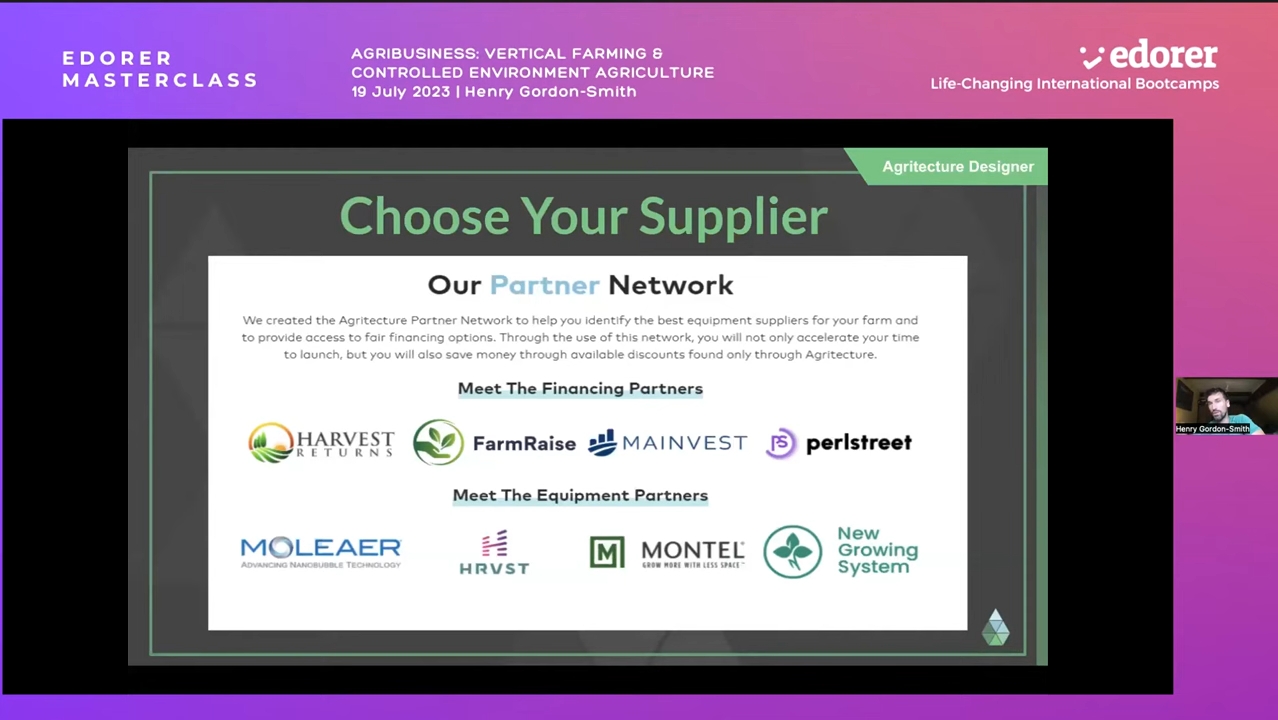 EDORER
MASTERCLASS
AGRIBUSINESS: VERTICAL FARMING &
CONTROLLED ENVIRONMENT AGRICULTURE
19 July 2023 | Henry Gordon-Smith
edorer
Life-Changing International Bootcamps
Agritecture Designer
Choose Your Supplier
Our Partner Network
We created the Agritecture Partner Network to help you identify the best equipment suppliers for your farm and
to provide access to fair financing options. Through the use of this network, you will not only accelerate your time
to launch, but you will also save money through available discounts found only through Agritecture.
Meet The Financing Partners
HARVEST
RETURNS
FarmRaise
MAINVEST
PS
perlstreet
Meet The Equipment Partners
MOLEAER
ADVANCING NANOBUBBLE TECHNOLOGY
HRVST
M
MONTEL
GROW MORE WITH LESS SPACE™
New
Growing
System
Henry Gordon-Smith